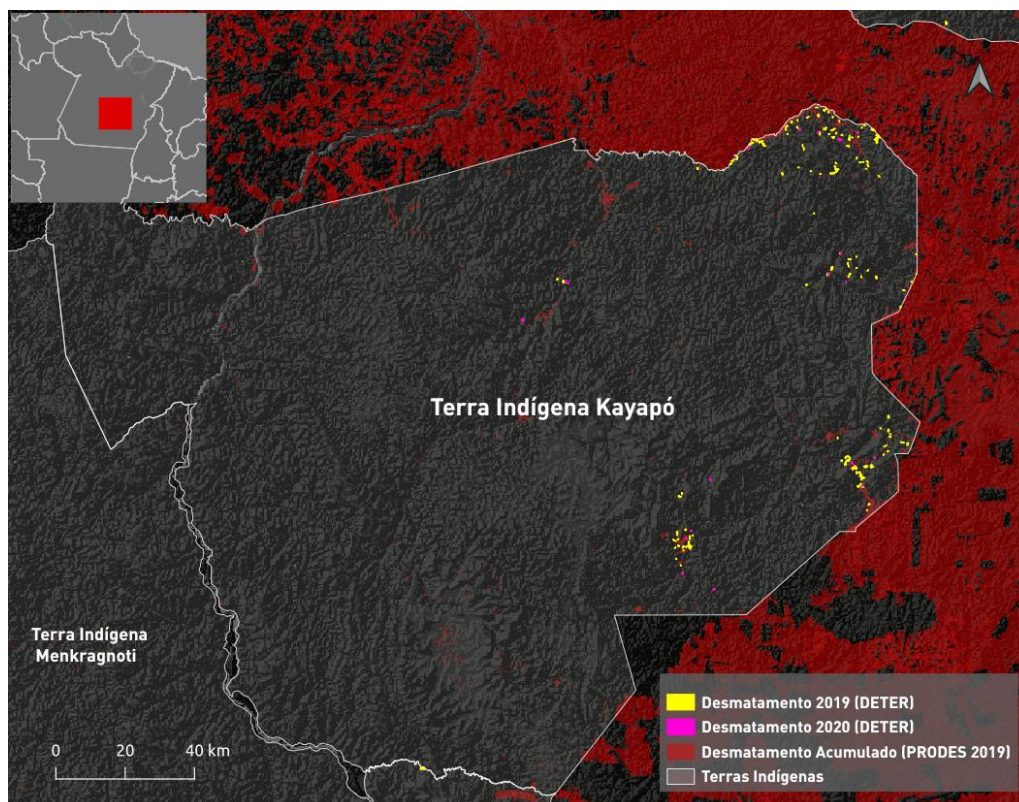 Terra Indígena Kayapó
Terra Indígena
Menkragnoti
0 20 40 km
Desmatamento 2019 (DETER)
Desmatamento 2020 (DETER)
Desmatamento Acumulado (PRODES 2019)
Terras Indígenas